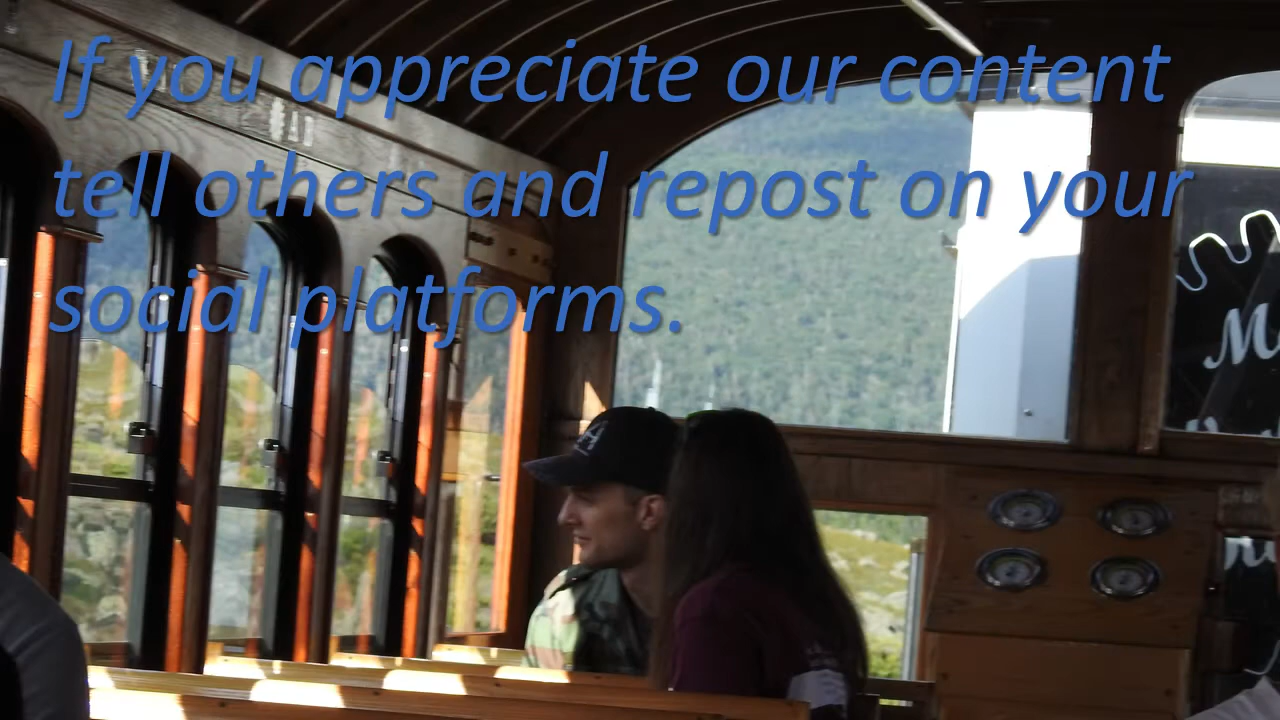 If you appreciate our content
tell others and repost on your
social platforms.